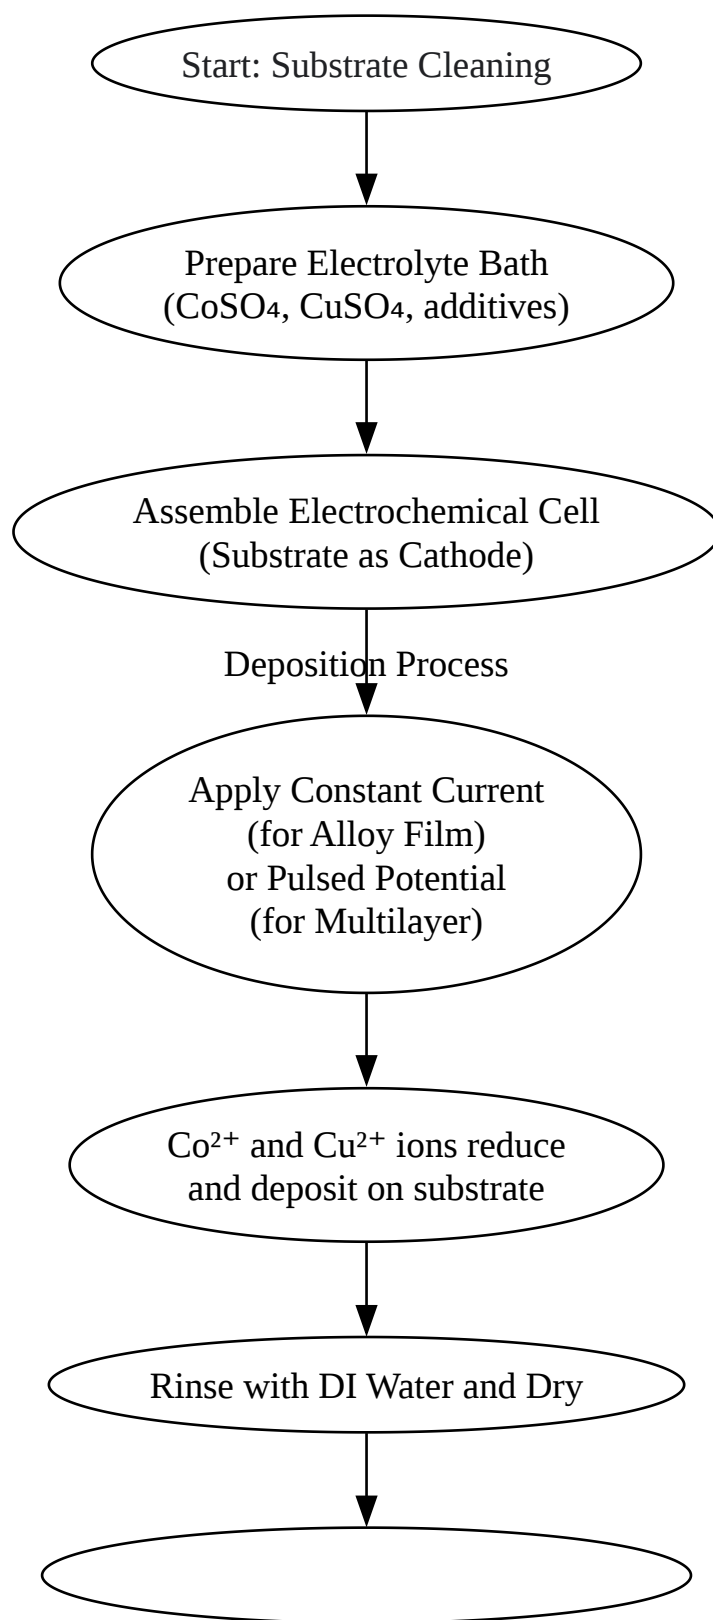 Start: Substrate Cleaning
Prepare Electrolyte Bath
(CoSO₄, CuSO₄, additives)
Assemble Electrochemical Cell
(Substrate as Cathode)
Deposition Process
Apply Constant Current
(for Alloy Film)
or Pulsed Potential
(for Multilayer)
Co²⁺ and Cu²⁺ ions reduce
and deposit on substrate
Rinse with DI Water and Dry